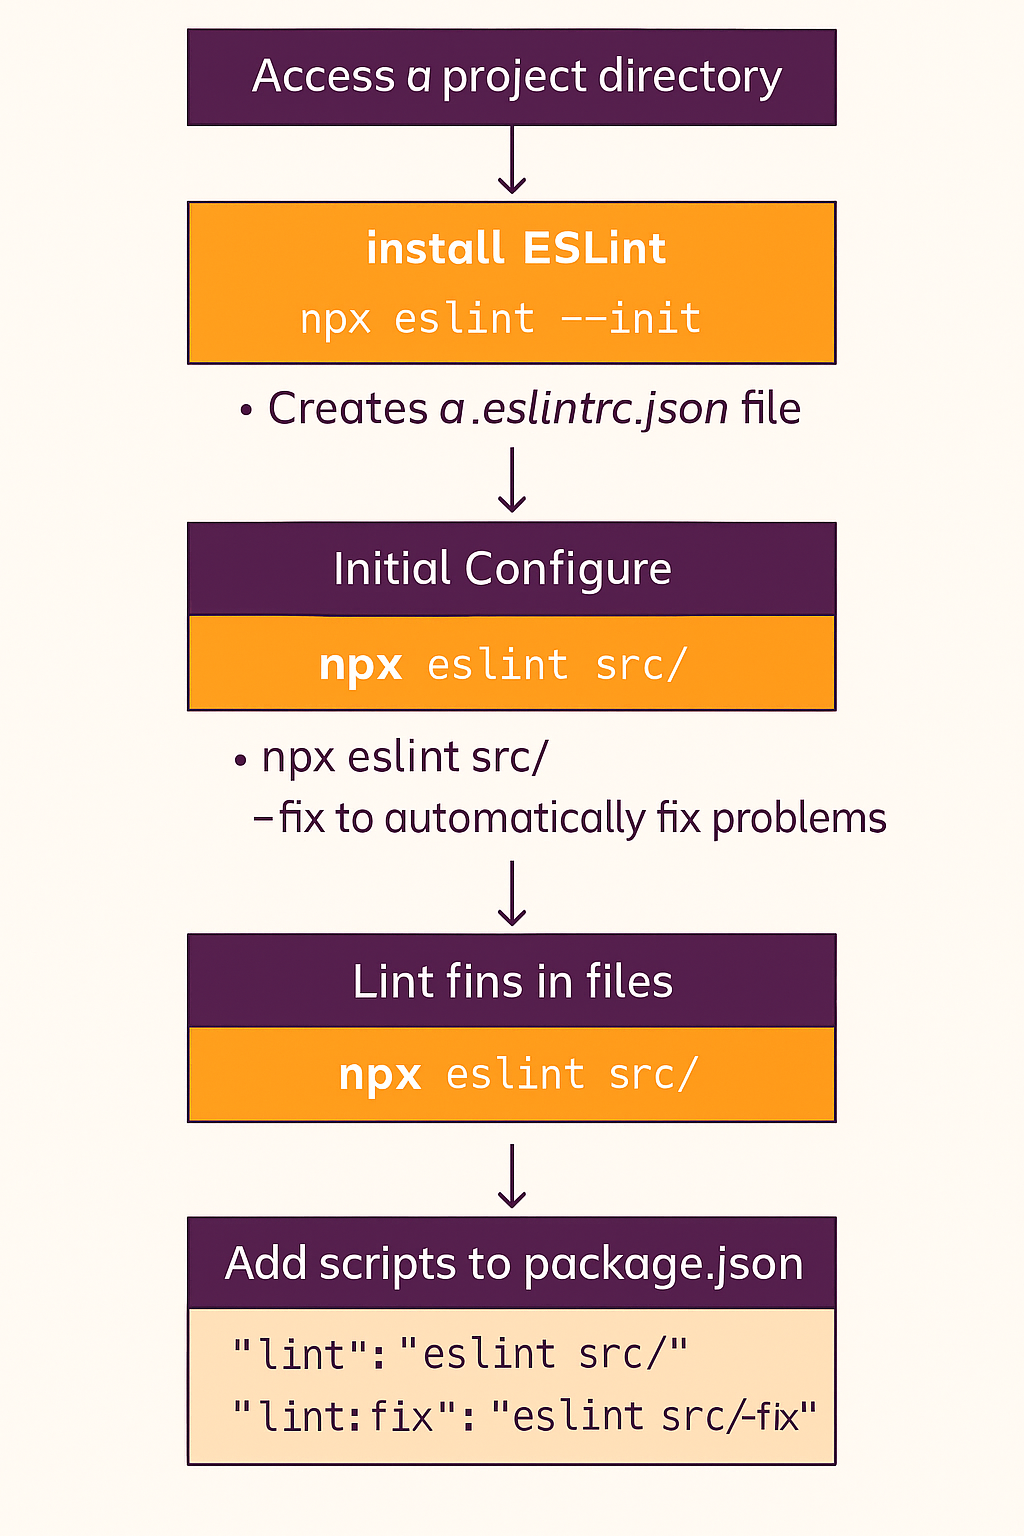 Access a project directory
install ESLint
npx eslint --init
• Creates a .eslintrc.json file
Initial Configure
npx eslint src/
• npx eslint src/
–fix to automatically fix problems
Lint fins in files
npx eslint src/
Add scripts to package.json
"lint": "eslint src/"
"lint:fix": "eslint src/-fix"